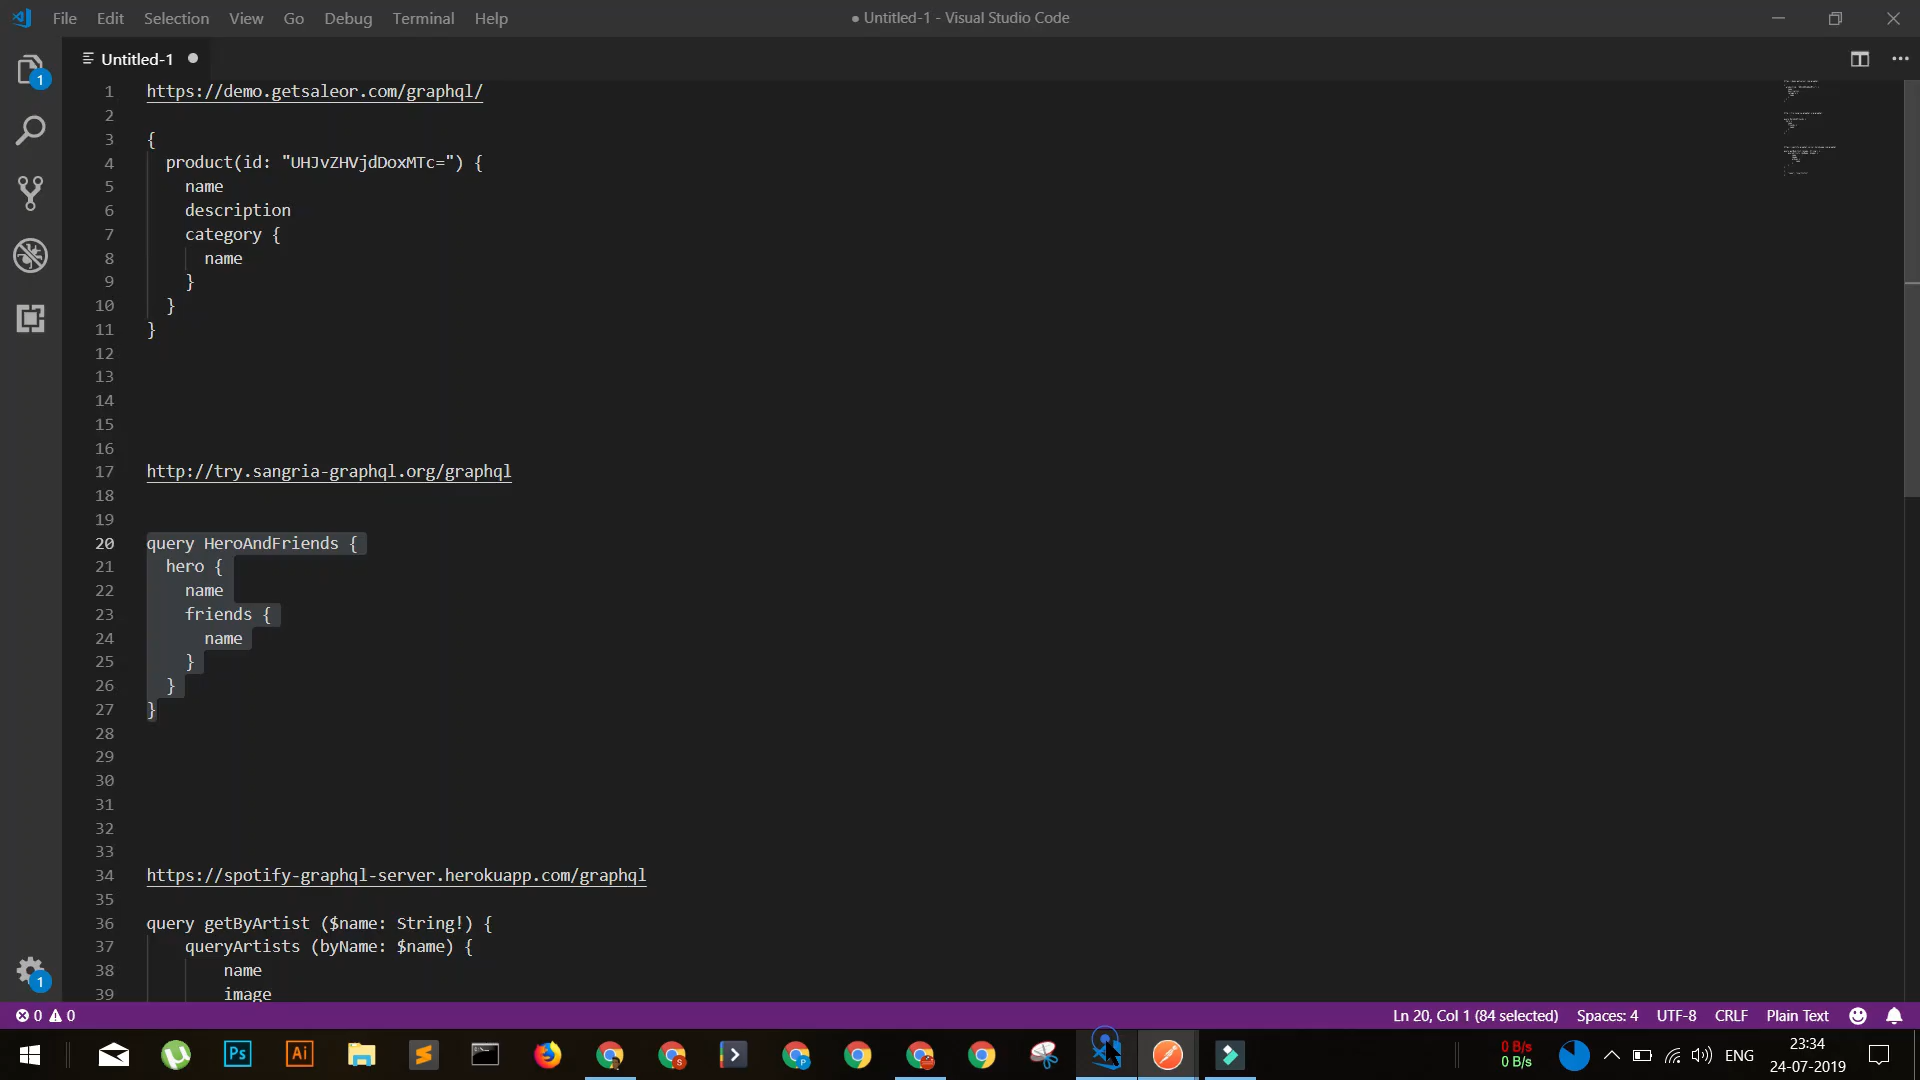 File Edit Selection View Go Debug Terminal Help
● Untitled-1 - Visual Studio Code
Untitled-1
1 https://demo.getsaleor.com/graphql/
2
3 {
4 product(id: "UHJvZHVjdDoxMTc=") {
5 name
6 description
7 category {
8 name
9 }
10 }
11 }
12
13
14
15
16
17 http://try.sangria-graphql.org/graphql
18
19
20 query HeroAndFriends {
21 hero {
22 name
23 friends {
24 name
25 }
26 }
27 }
28
29
30
31
32
33
34 https://spotify-graphql-server.herokuapp.com/graphql
35
36 query getByArtist ($name: String!) {
37 queryArtists (byName: $name) {
38 name
39 image
1
1
0 0
Ln 20, Col 1 (84 selected) Spaces: 4 UTF-8 CRLF Plain Text
Ps Ai
0 B/s
0 B/s
ENG
23:34
24-07-2019